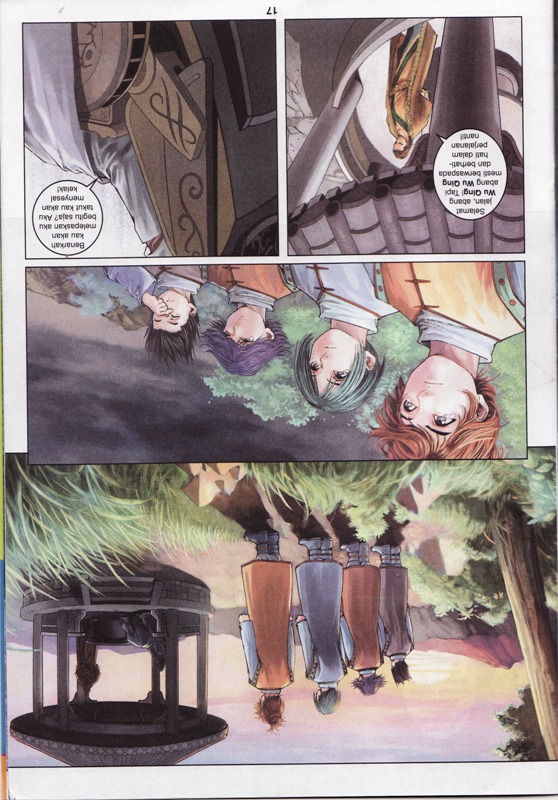 Selamat
jalan, abang
Wu Qing! Tapi
abang Wu Qing
mesti berwaspada
dan berhati-
hati dalam
perjalanan
nanti!
Benarkah
kau akan
melepaskan aku
begitu saja? Aku
takut kau akan
menyesal
kelak!
17